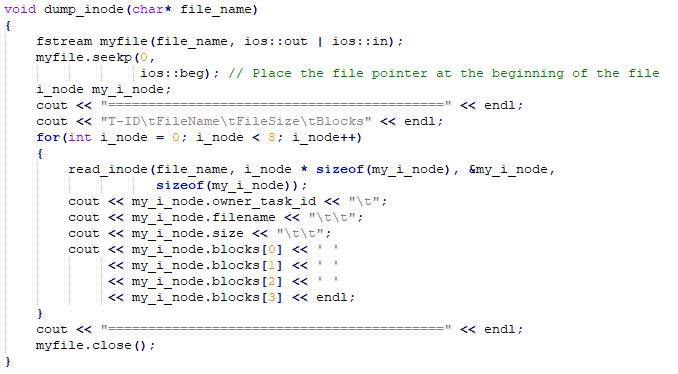 void dump_inode(char* file_name)
{
    fstream myfile(file_name, ios::out | ios::in);
    myfile.seekp(0,
                 ios::beg); // Place the file pointer at the beginning of the file
    i_node my_i_node;
    cout << "==========================================" << endl;
    cout << "T-ID\tFileName\tFileSize\tBlocks" << endl;
    for(int i_node = 0; i_node < 8; i_node++)
    {
        read_inode(file_name, i_node * sizeof(my_i_node), &my_i_node,
                   sizeof(my_i_node));
        cout << my_i_node.owner_task_id << "\t";
        cout << my_i_node.filename << "\t\t";
        cout << my_i_node.size << "\t\t";
        cout << my_i_node.blocks[0] << ' '
             << my_i_node.blocks[1] << ' '
             << my_i_node.blocks[2] << ' '
             << my_i_node.blocks[3] << endl;
    }
    cout << "==========================================" << endl;
    myfile.close();
}